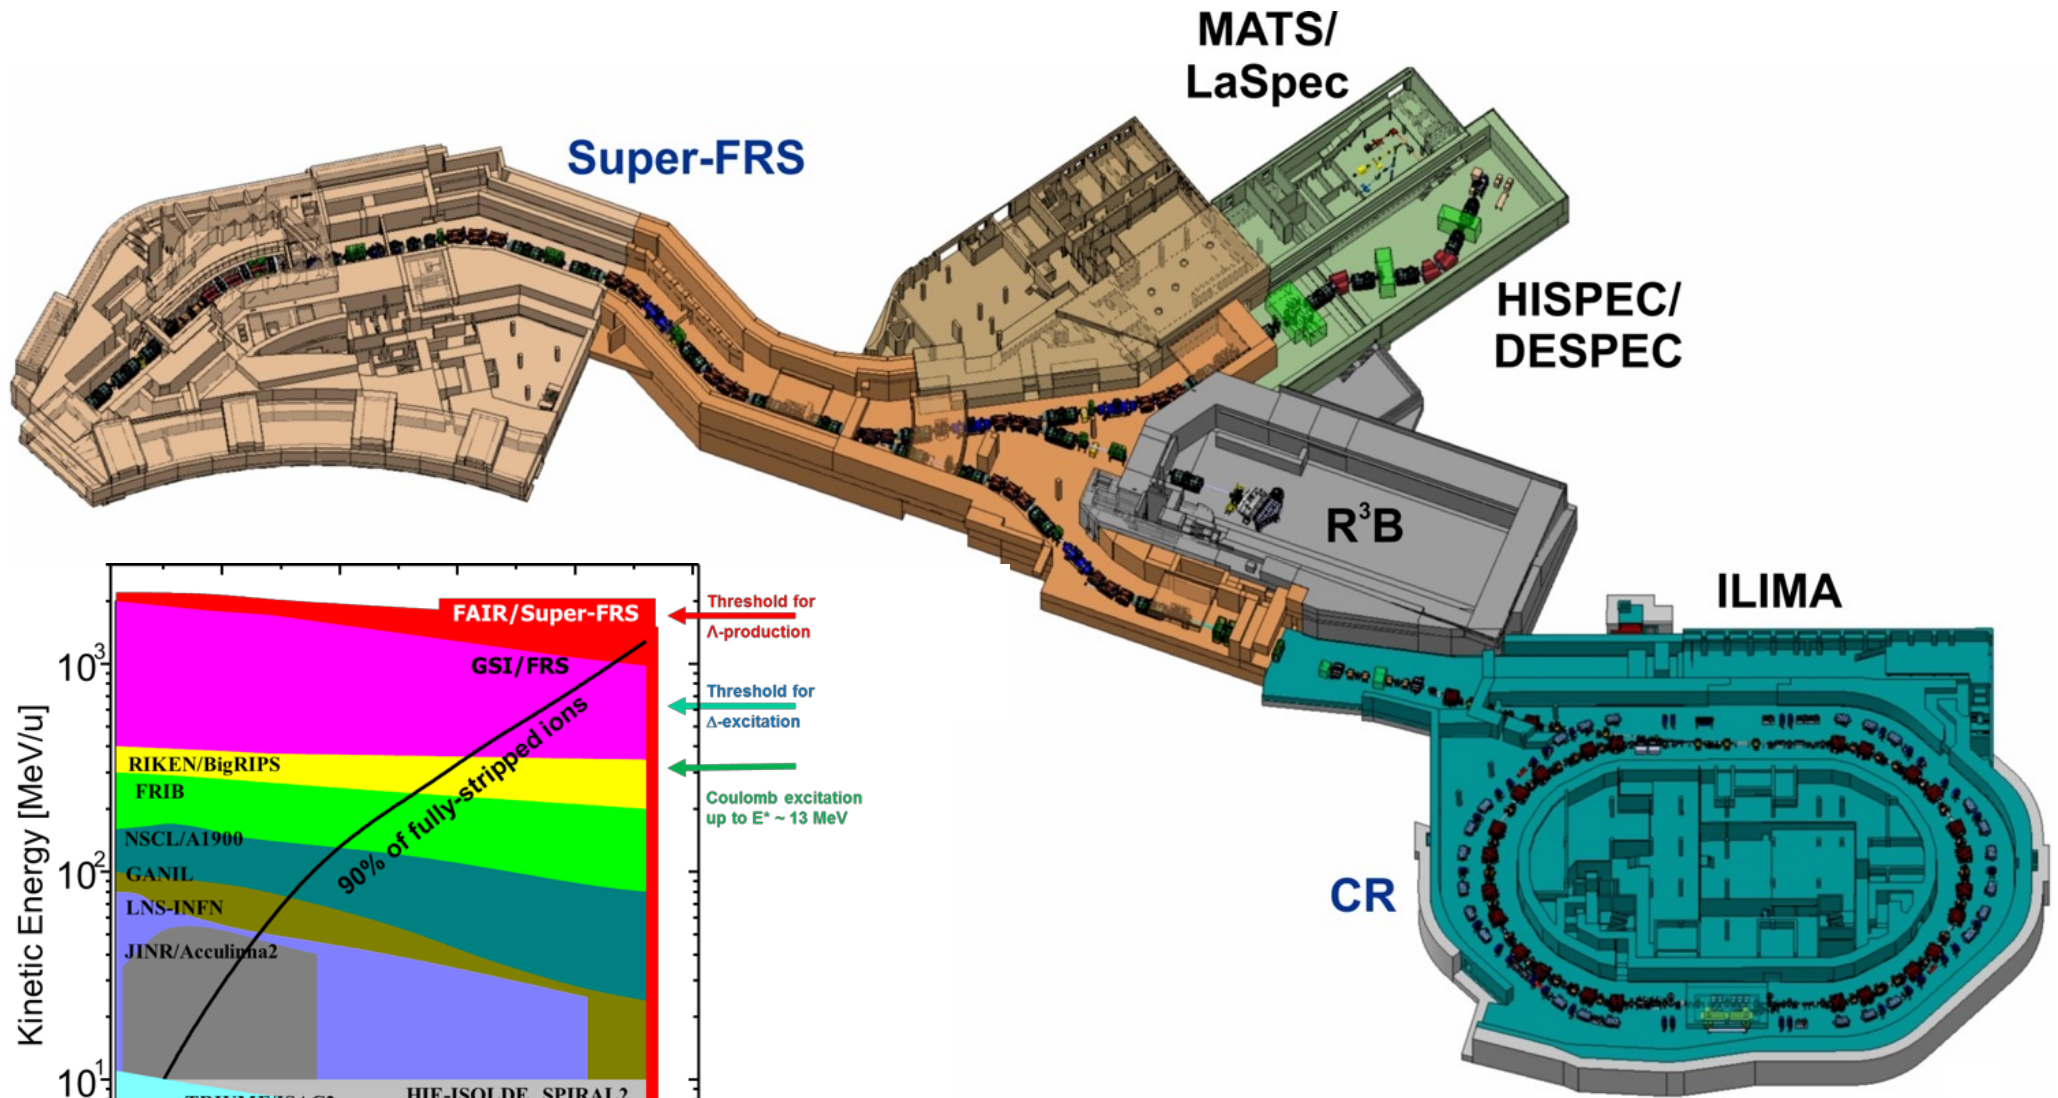 MATS/
LaSpec
Super-FRS
HISPEC/
DESPEC
R³B
ILIMA
CR
FAIR/Super-FRS
GSI/FRS
90% of fully-stripped ions
RIKEN/BigRIPS
FRIB
NSCL/A1900
GANIL
LNS-INFN
JINR/Acculinna2
HIE-ISOLDE, SPIRAL2
Kinetic Energy [MeV/u]
10³
10²
10¹
Threshold for
Λ-production
Threshold for
Δ-excitation
Coulomb excitation
up to E* ~ 13 MeV